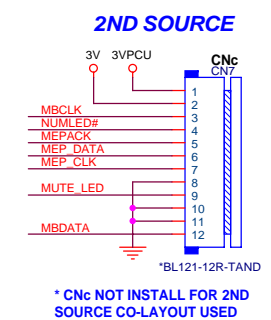 2ND SOURCE
3V 3VPCU
CNc
CN7
1
2
MBCLK 3
NUMLED# 4
MEPACK 5
MEP_DATA 6
MEP_CLK 7
8
MUTE_LED 9
10
11
MBDATA 12
*BL121-12R-TAND
* CNc NOT INSTALL FOR 2ND
SOURCE CO-LAYOUT USED